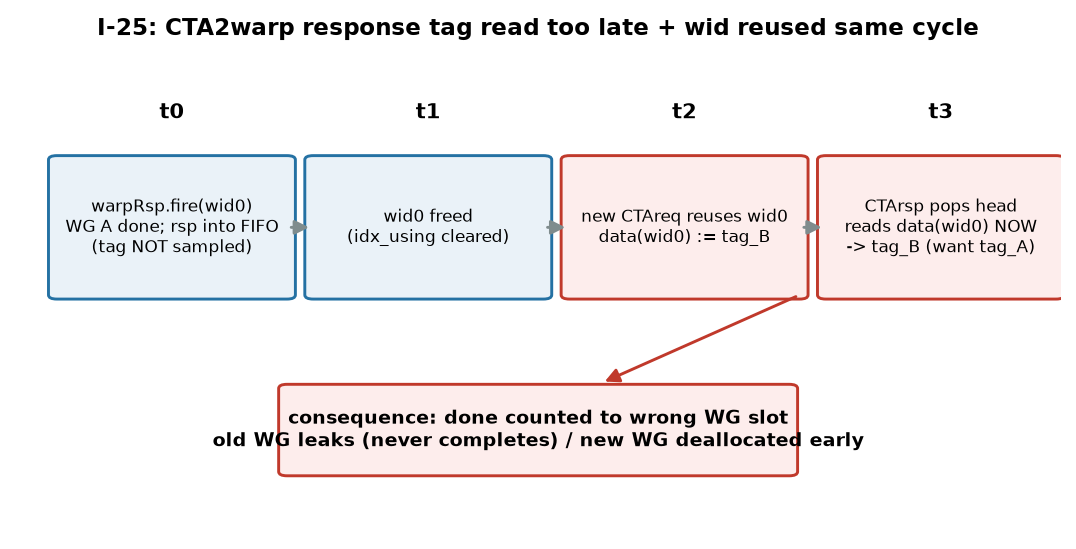 I-25: CTA2warp response tag read too late + wid reused same cycle
t0
t1
t2
t3
warpRsp.fire(wid0)
WG A done; rsp into FIFO
(tag NOT sampled)
wid0 freed
(idx_using cleared)
new CTAreq reuses wid0
data(wid0) := tag_B
CTArsp pops head
reads data(wid0) NOW
-> tag_B (want tag_A)
consequence: done counted to wrong WG slot
old WG leaks (never completes) / new WG deallocated early